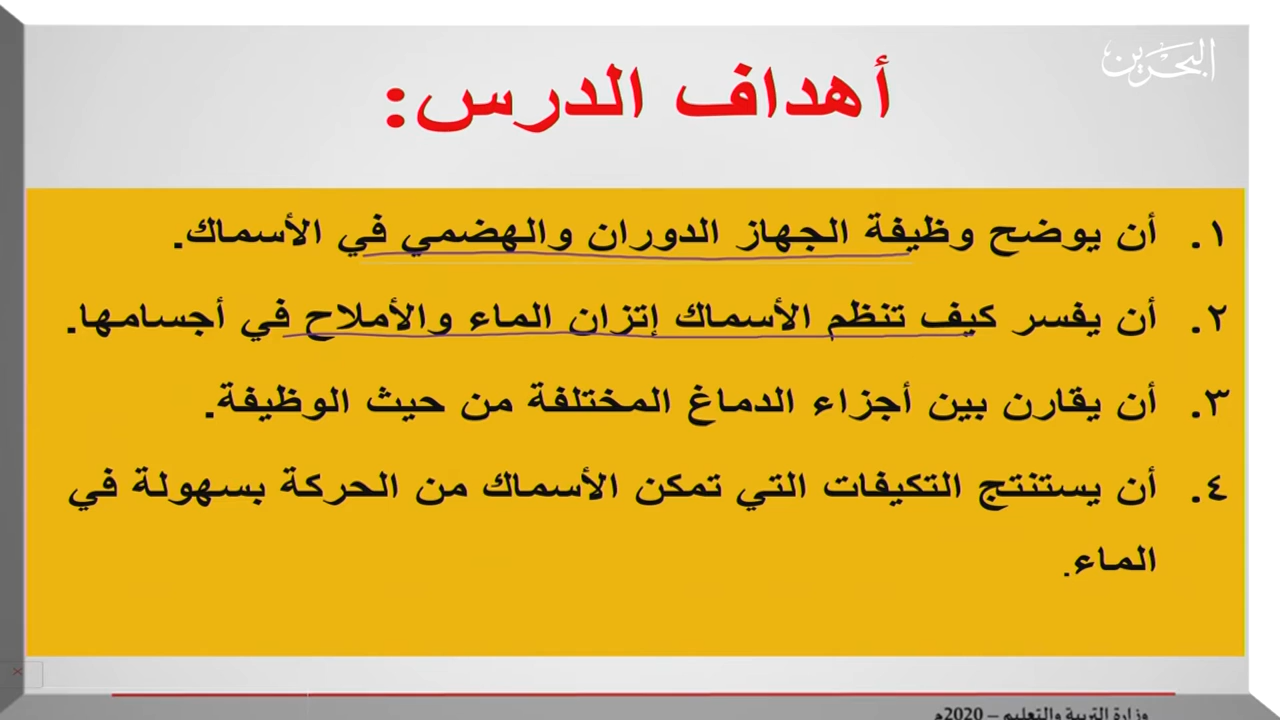 البحرين
أهداف الدرس:
١. أن يوضح وظيفة الجهاز الدوران والهضمي في الأسماك.
٢. أن يفسر كيف تنظم الأسماك إتزان الماء والأملاح في أجسامها.
٣. أن يقارن بين أجزاء الدماغ المختلفة من حيث الوظيفة.
٤. أن يستنتج التكيفات التي تمكن الأسماك من الحركة بسهولة في
الماء.
وزارة التربية والتعليم – 2020م